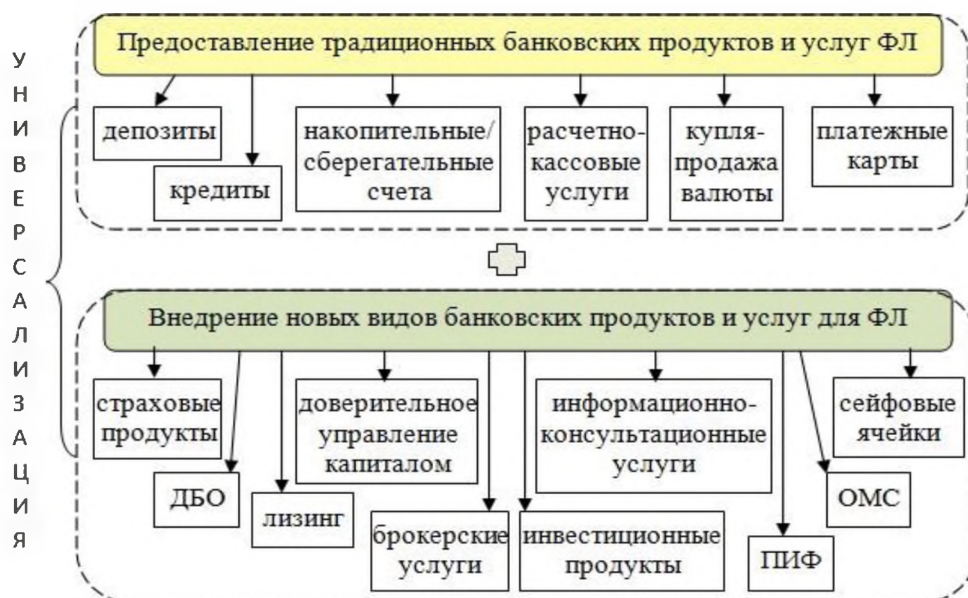 УНИВЕРСАЛИЗАЦИЯ
Предоставление традиционных банковских продуктов и услуг ФЛ
депозиты
кредиты
накопительные/
сберегательные
счета
расчетно-
кассовые
услуги
купля-
продажа
валюты
платежные
карты
Внедрение новых видов банковских продуктов и услуг для ФЛ
страховые
продукты
ДБО
лизинг
доверительное
управление
капиталом
брокерские
услуги
инвестиционные
продукты
информационно-
консультационные
услуги
ПИФ
ОМС
сейфовые
ячейки